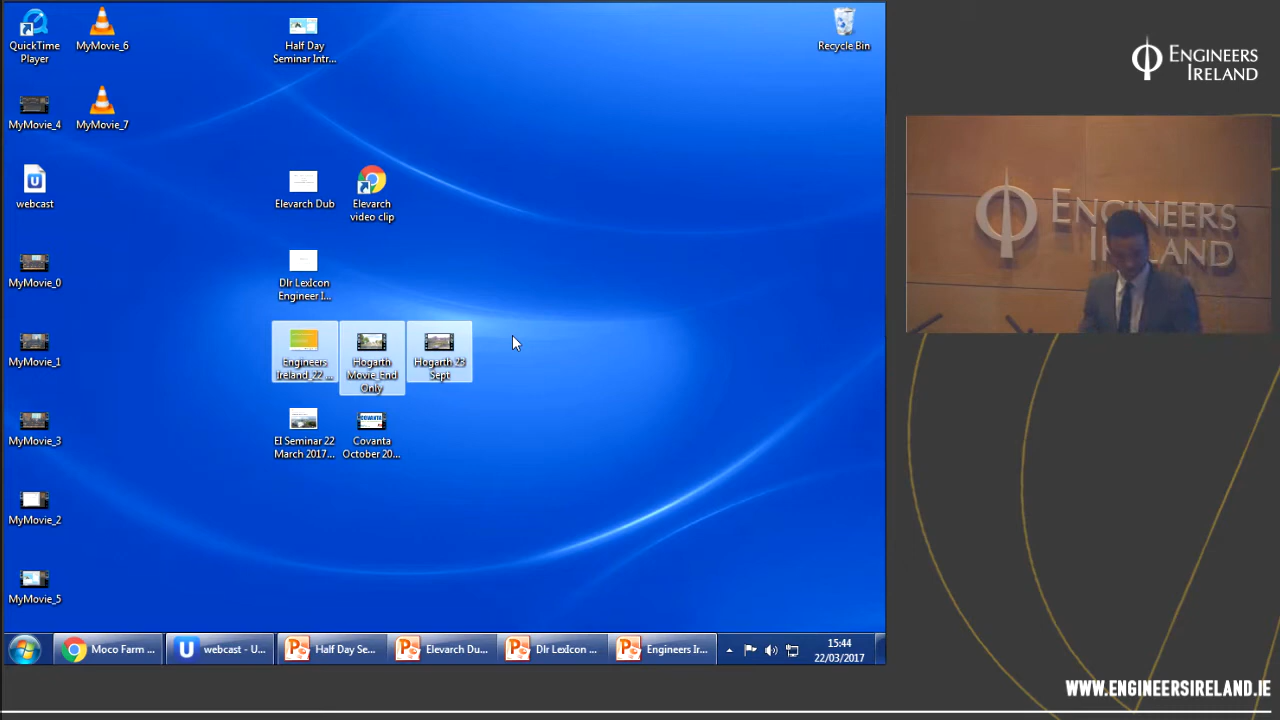 QuickTime
Player
MyMovie_6
Half Day
Seminar Intr...
Recycle Bin
MyMovie_4
MyMovie_7
webcast
Elevarch Dub
Elevarch
video clip
MyMovie_0
Dlr LexIcon
Engineer I...
MyMovie_1
Engineers
Ireland_22 ...
Hogarth
Movie_End
Only
Hogarth 23
Sept
MyMovie_3
EI Seminar 22
March 2017...
COVANTA
Covanta
October 20...
MyMovie_2
MyMovie_5
Moco Farm ...
webcast - U...
Half Day Se...
Elevarch Du...
Dlr LexIcon ...
Engineers Ir...
15:44
22/03/2017
ENGINEERS
IRELAND
ENGINEERS
IRELAND
WWW.ENGINEERSIRELAND.IE